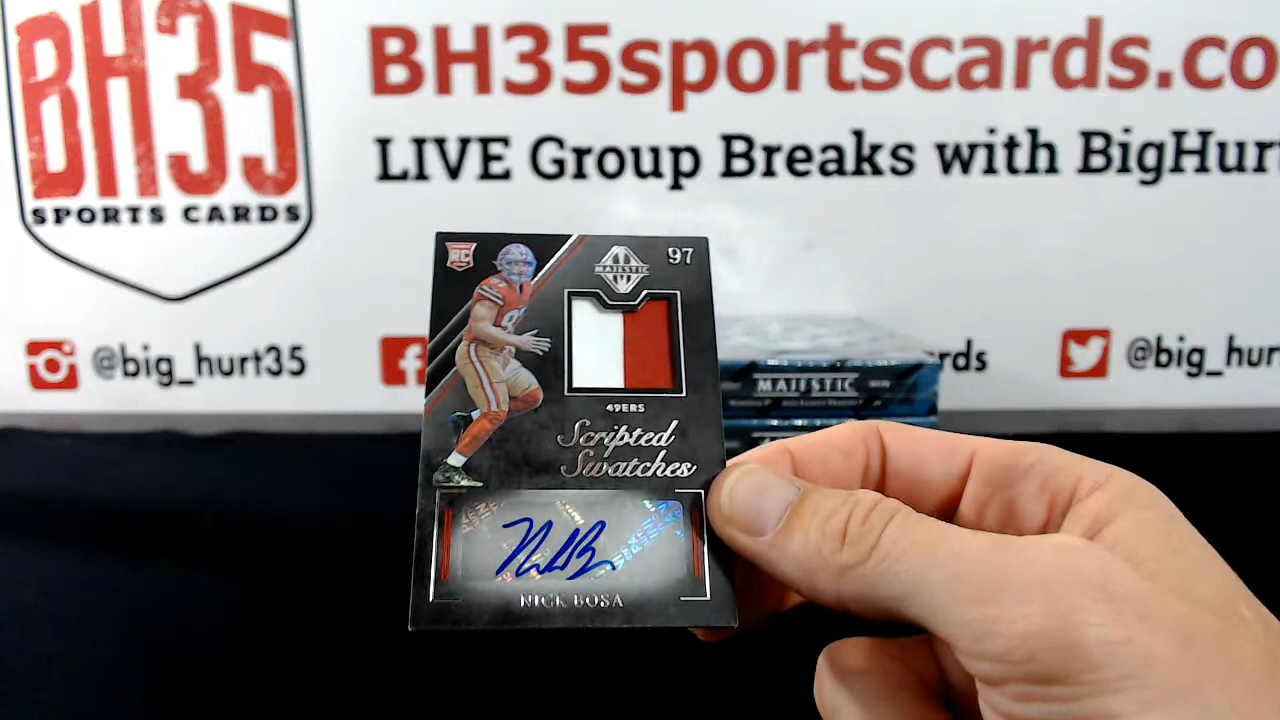 BH35
SPORTS CARDS
BH35sportscards.co
LIVE Group Breaks with BigHurt
@big_hurt35
rds
@big_hur
RC
MAJESTIC
97
49ERS
Scripted
Swatches
NICK BOSA
MAJESTIC